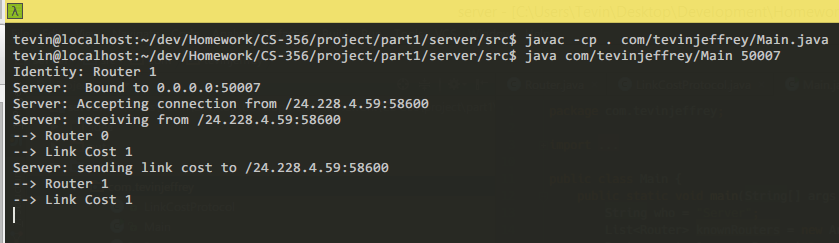 λ
tevin@localhost:~/dev/Homework/CS-356/project/part1/server/src$ javac -cp . com/tevinjeffrey/Main.java
tevin@localhost:~/dev/Homework/CS-356/project/part1/server/src$ java com/tevinjeffrey/Main 50007
Identity: Router 1
Server:  Bound to 0.0.0.0:50007
Server: Accepting connection from /24.228.4.59:58600
Server: receiving from /24.228.4.59:58600
--> Router 0
--> Link Cost 1
Server: sending link cost to /24.228.4.59:58600
--> Router 1
--> Link Cost 1